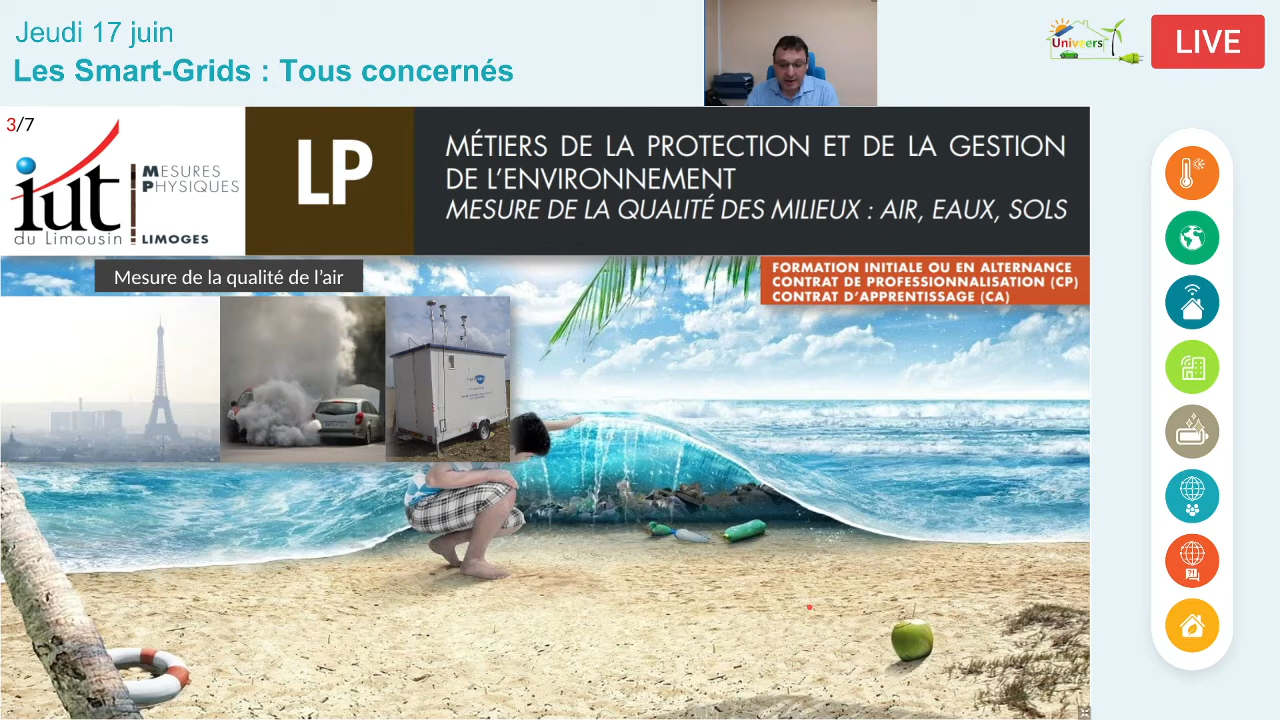 Jeudi 17 juin
Les Smart-Grids : Tous concernés
Univeers
LIVE
3/7
iut
du Limousin
MESURES
PHYSIQUES
LIMOGES
LP
MÉTIERS DE LA PROTECTION ET DE LA GESTION
DE L'ENVIRONNEMENT
MESURE DE LA QUALITÉ DES MILIEUX : AIR, EAUX, SOLS
Mesure de la qualité de l'air
FORMATION INITIALE OU EN ALTERNANCE
CONTRAT DE PROFESSIONNALISATION (CP)
CONTRAT D'APPRENTISSAGE (CA)